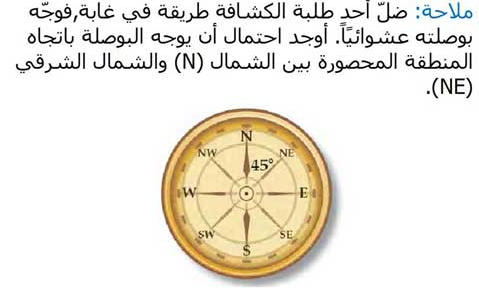 ملاحة: ضلّ أحد طلبة الكشافة طريقة في غابة,فوجّه
بوصلته عشوائيّاً. أوجد احتمال أن يوجه البوصلة باتجاه
المنطقة المحصورة بين الشمال (N) والشمال الشرقي
(NE).
N
NW
NE
45°
W
E
SW
SE
S